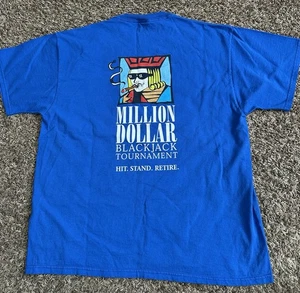 MILLION
DOLLAR
BLACKJACK
TOURNAMENT
HIT. STAND. RETIRE.